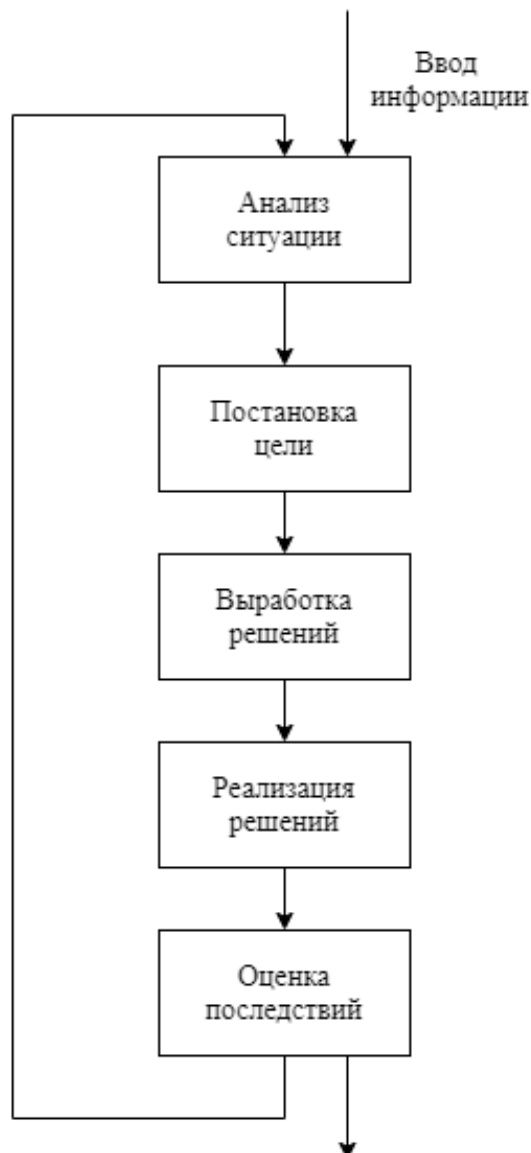 Ввод
информации
Анализ
ситуации
Постановка
цели
Выработка
решений
Реализация
решений
Оценка
последствий